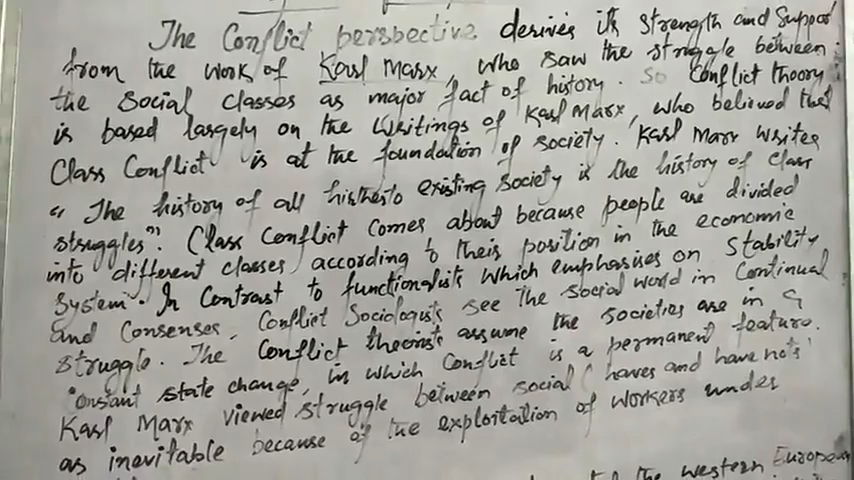 The Conflict perspective derives its strength and Support
from the work of Karl Marx, who saw the struggle between
the social classes as major fact of history. So Conflict theory
is based largely on the writings of Karl Marx, who believed that
Class Conflict is at the foundation of society. Karl Marx writes
" The history of all histherto existing society is the history of class
struggles". Class Conflict comes about because people are divided
into different classes according to their position in the economic
System. In Contrast to functionalists which emphasises on Stability
and Consenses, Conflict Sociologists see the social world in Continual
struggle. The Conflict theorists assume the societies are in a
Constant state change, in which Conflict is a permanent feature.
Karl Marx viewed struggle between social (haves and have nots'
as inevitable because of the exploitation of workers under
the western European